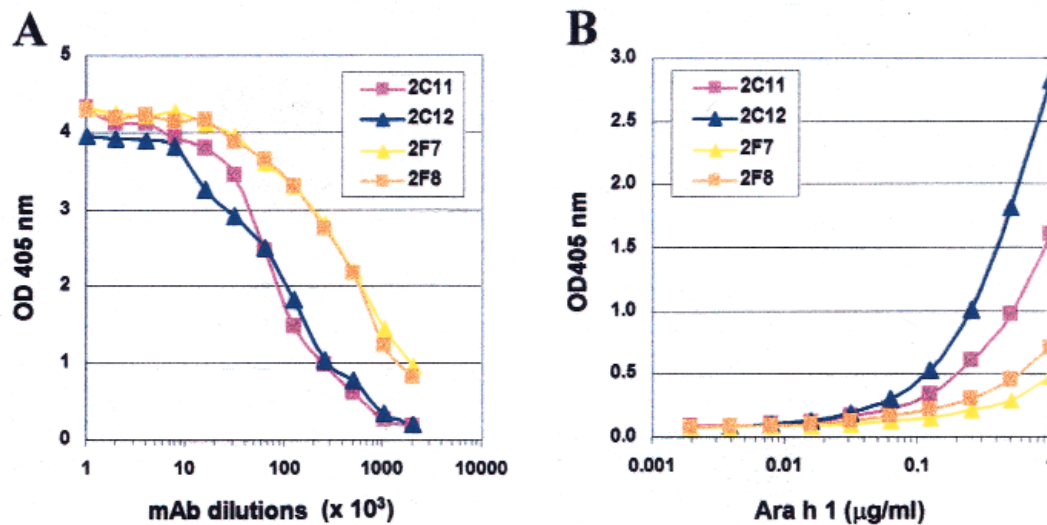 A
5
4
3
2
1
0
OD 405 nm
2C11
2C12
2F7
2F8
1
10
100
1000
10000
mAb dilutions (x 10³)
B
3.0
2.5
2.0
1.5
1.0
0.5
0.0
OD405 nm
2C11
2C12
2F7
2F8
0.001
0.01
0.1
Ara h 1 (μg/ml)